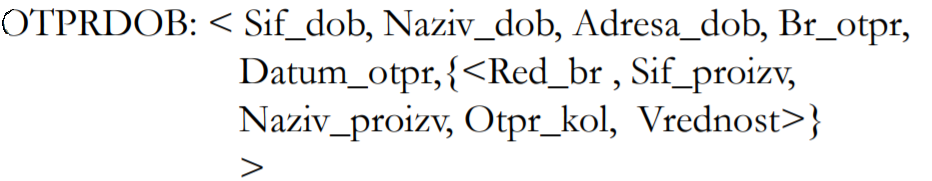 OTPRDOB: < Sif_dob, Naziv_dob, Adresa_dob, Br_otpr,
Datum_otpr,{<Red_br , Sif_proizv,
Naziv_proizv, Otpr_kol, Vrednost>}
>